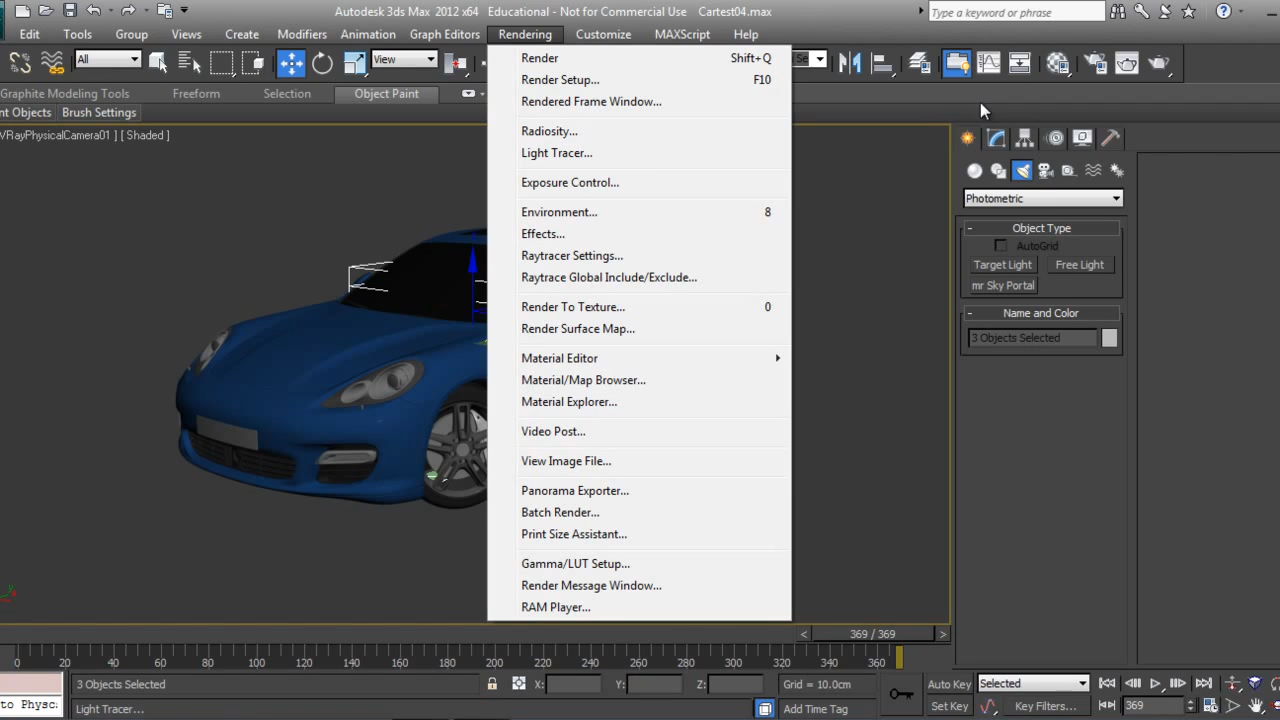 Autodesk 3ds Max 2012 x64 Educational - Not for Commercial Use Cartest04.max
Type a keyword or phrase
Edit Tools Group Views Create Modifiers Animation Graph Editors Rendering Customize MAXScript Help
All
View
Se
Graphite Modeling Tools Freeform Selection Object Paint
nt Objects Brush Settings
VRayPhysicalCamera01 ] [ Shaded ]
Render Shift+Q
Render Setup... F10
Rendered Frame Window...
Radiosity...
Light Tracer...
Exposure Control...
Environment... 8
Effects...
Raytracer Settings...
Raytrace Global Include/Exclude...
Render To Texture... 0
Render Surface Map...
Material Editor
Material/Map Browser...
Material Explorer...
Video Post...
View Image File...
Panorama Exporter...
Batch Render...
Print Size Assistant...
Gamma/LUT Setup...
Render Message Window...
RAM Player...
Photometric
- Object Type
AutoGrid
Target Light Free Light
mr Sky Portal
- Name and Color
3 Objects Selected
y
< 369 / 369 >
0 20 40 60 80 100 120 140 160 180 200 220 240 260 280 300 320 340 360
3 Objects Selected X: Y: Z: Grid = 10.0cm Auto Key Selected
to Physc
Light Tracer... Add Time Tag Set Key Key Filters... 369